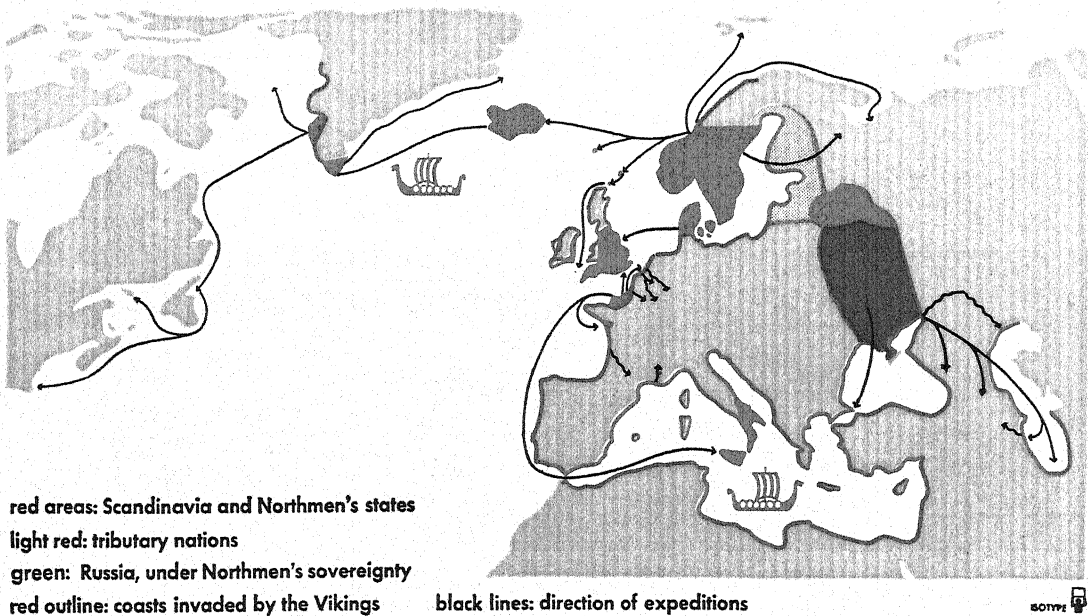 red areas: Scandinavia and Northmen's states
light red: tributary nations
green: Russia, under Northmen's sovereignty
red outline: coasts invaded by the Vikings
black lines: direction of expeditions
ISOTYPE